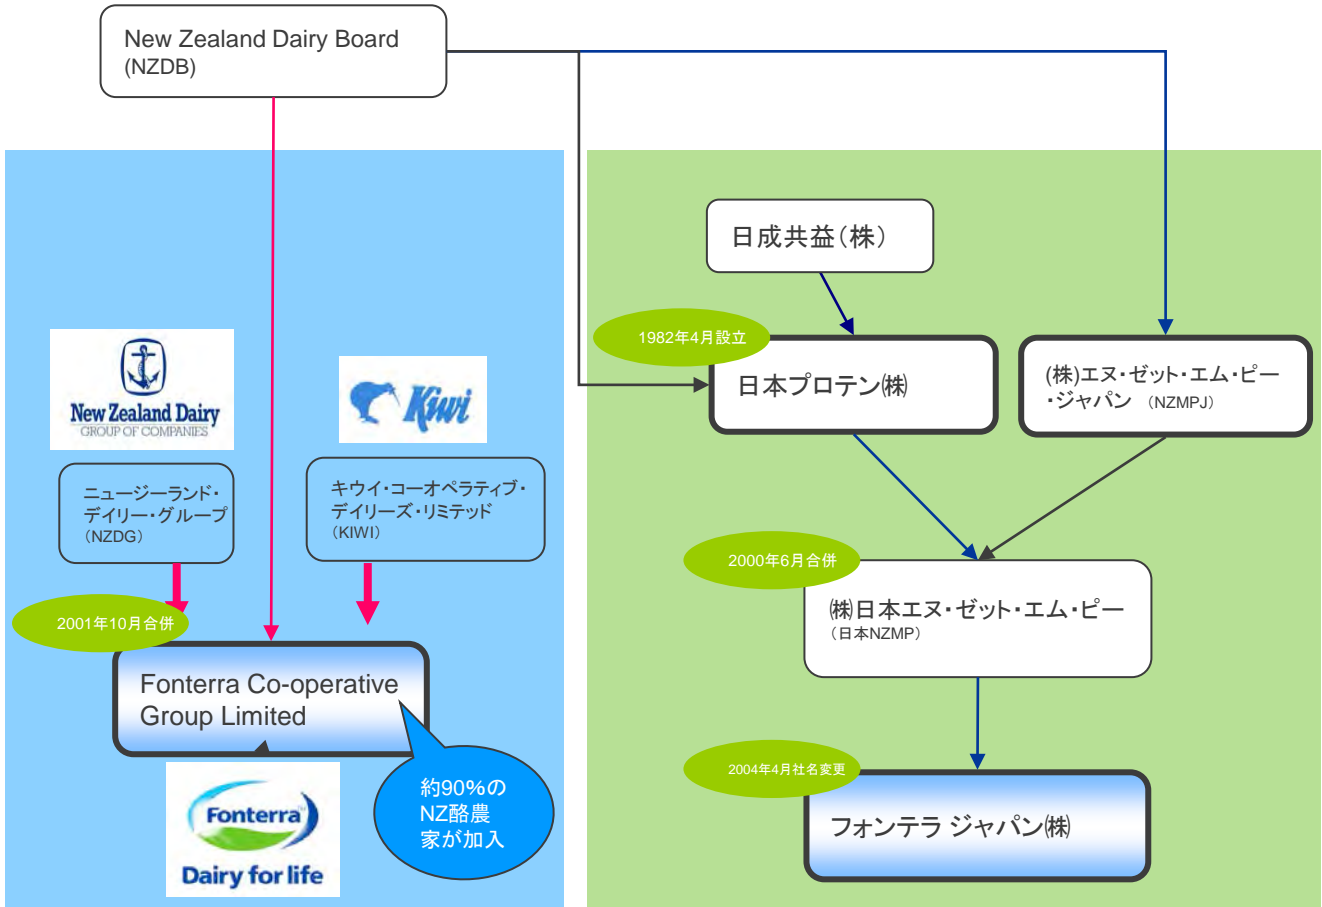 New Zealand Dairy Board
(NZDB)
New Zealand Dairy
GROUP OF COMPANIES
Kiwi
ニュージーランド・
デイリー・グループ
（NZDG）
キウイ・コーオペラティブ・
デイリーズ・リミテッド
（KIWI）
2001年10月合併
Fonterra Co-operative
Group Limited
約90%の
NZ酪農
家が加入
Fonterra
Dairy for life
日成共益（株）
1982年4月設立
日本プロテン㈱
(株)エヌ・ゼット・エム・ピー
・ジャパン （NZMPJ）
2000年6月合併
㈱日本エヌ・ゼット・エム・ピー
（日本NZMP）
2004年4月社名変更
フォンテラ ジャパン㈱